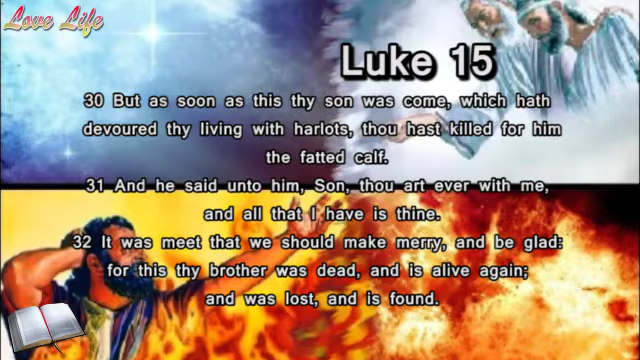 Love Life
Luke 15
30 But as soon as this thy son was come, which hath
devoured thy living with harlots, thou hast killed for him
the fatted calf.
31 And he said unto him, Son, thou art ever with me,
and all that I have is thine.
32 It was meet that we should make merry, and be glad:
for this thy brother was dead, and is alive again;
and was lost, and is found.